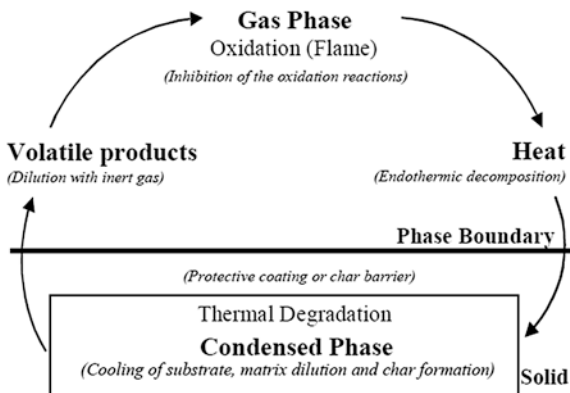 Gas Phase
Oxidation (Flame)
(Inhibition of the oxidation reactions)
Volatile products
(Dilution with inert gas)
Heat
(Endothermic decomposition)
Phase Boundary
(Protective coating or char barrier)
Thermal Degradation
Condensed Phase
(Cooling of substrate, matrix dilution and char formation)
Solid